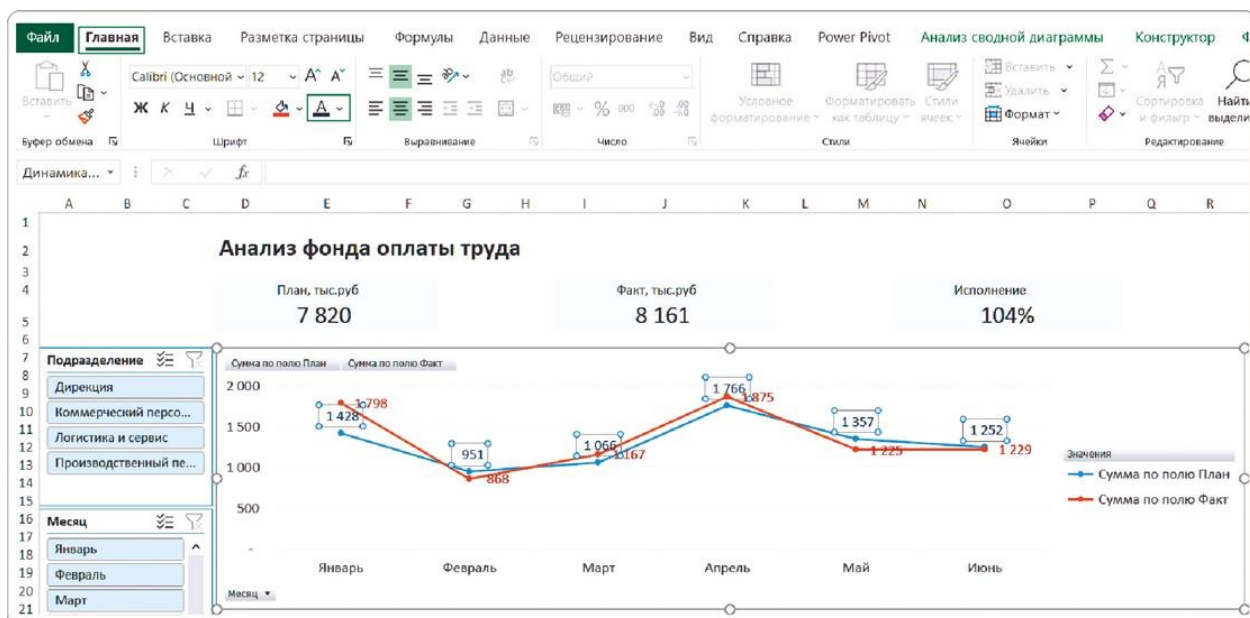 Файл Главная Вставка Разметка страницы Формулы Данные Рецензирование Вид Справка Power Pivot Анализ сводной диаграммы Конструктор
Вставить
Calibri (Основной 12
Ж К Ч
Общий
% 000
Условное форматирование
Форматировать как таблицу
Стили ячеек
Вставить
Удалить
Формат
Сортировка и фильтр
Буфер обмена Шрифт Выравнивание Число Стили Ячейки Редактирование
Динамика... fx
A B C D E F G H I J K L M N O P Q R
1
2 Анализ фонда оплаты труда
3
4 План, тыс.руб Факт, тыс.руб Исполнение
5 7 820 8 161 104%
6
7 Подразделение
8 Дирекция
9
10 Коммерческий персо...
11
12 Логистика и сервис
13 Производственный пе...
14
15
16 Месяц
17
18 Январь
19 Февраль
20
21 Март
Сумма по полю План Сумма по полю Факт
2 000
1 500
1 000
500
-
1 428 951 1 066 1 766 1 357 1 252
1 798 868 1 167 1 875 1 225 1 229
Январь Февраль Март Апрель Май Июнь
Месяц
Значения
Сумма по полю План
Сумма по полю Факт